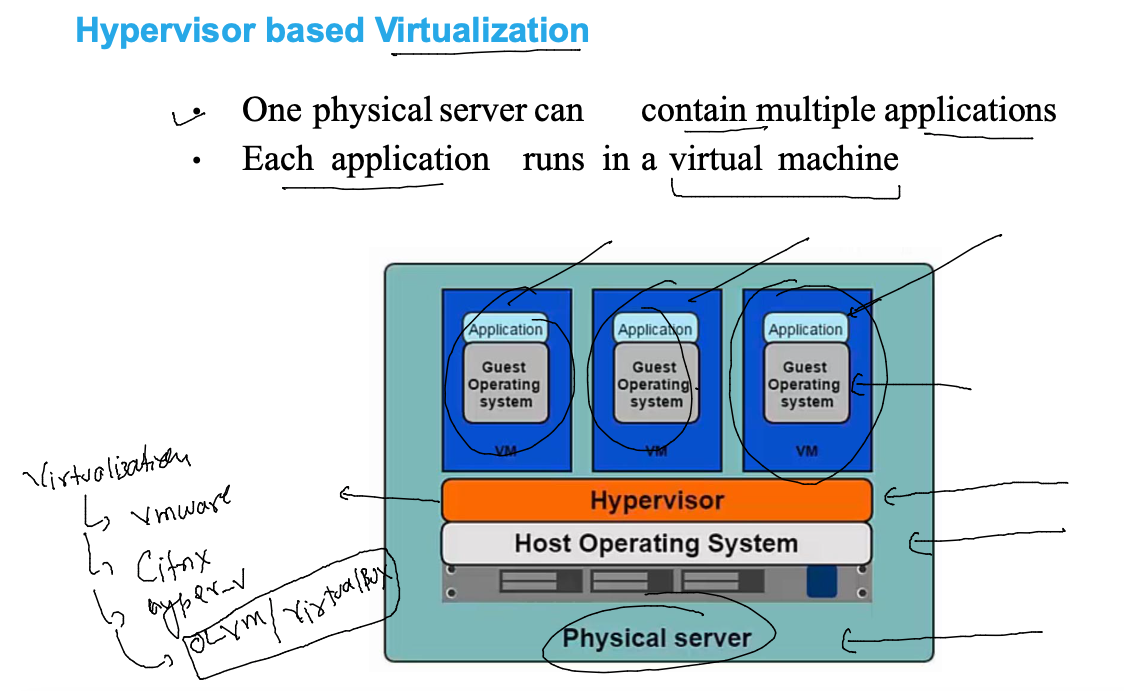 Hypervisor based Virtualization
• One physical server can contain multiple applications
• Each application runs in a virtual machine
Application Application Application
Guest Operating system Guest Operating system Guest Operating system
VM VM VM
Hypervisor
Host Operating System
Physical server
Virtualization
vmware
Citrix
hyper-v
OLVM / VirtualBox